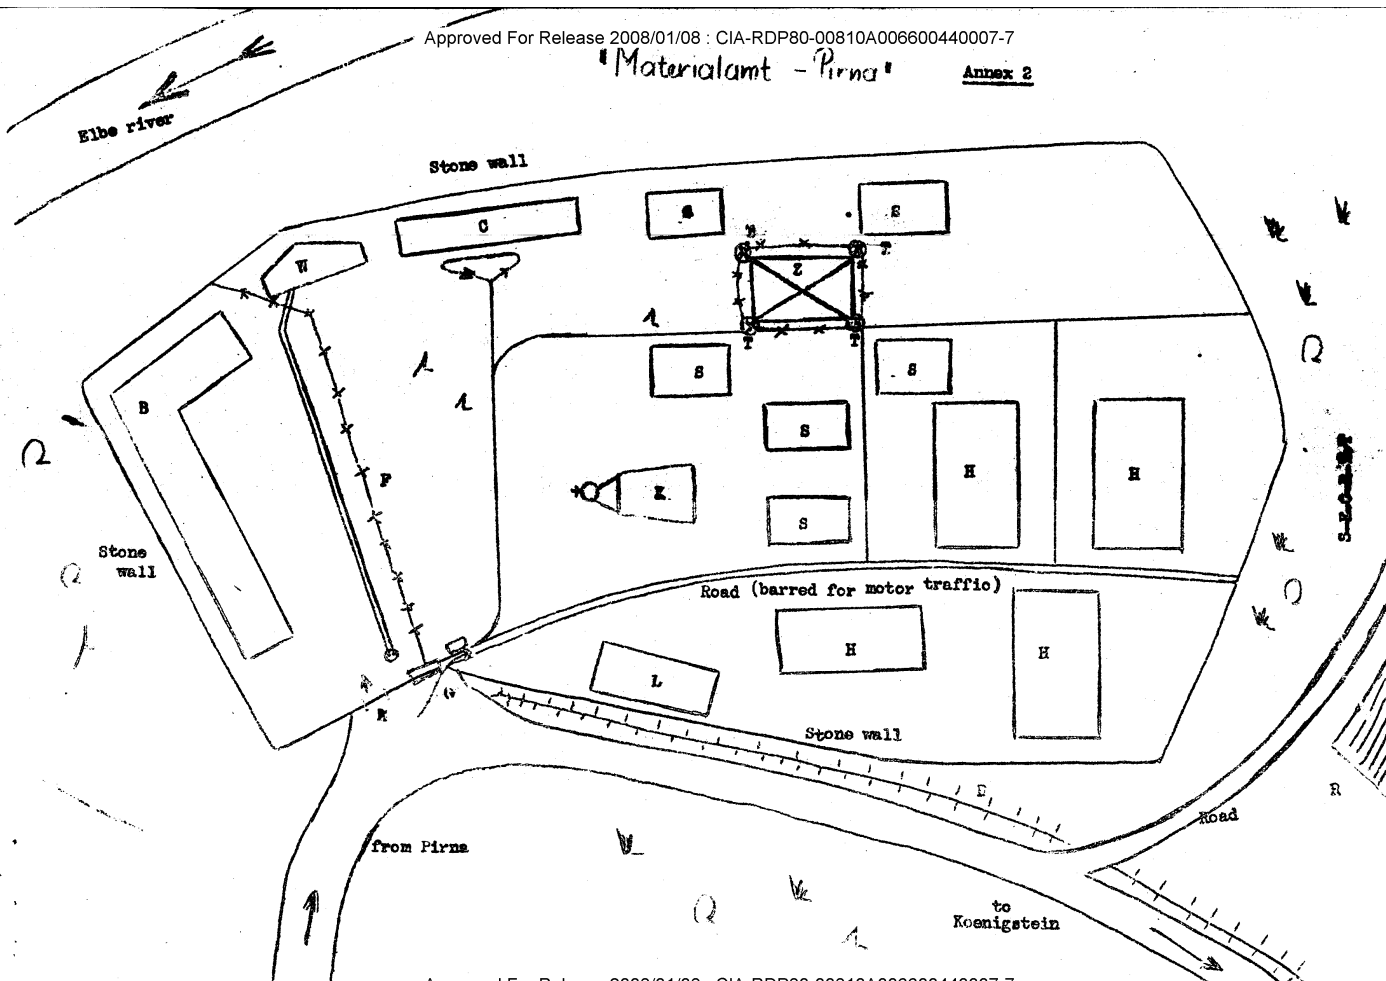 Approved For Release 2008/01/08 : CIA-RDP80-00810A006600440007-7
"Materialamt - Pirna"
Annex 2
Elbe river
Stone wall
C
S
W
Z
T
T
T
S
S
B
S
H
H
F
K
S
Stone
wall
Road (barred for motor traffic)
H
H
L
G
Stone wall
R
Road
from Pirna
to
Koenigstein